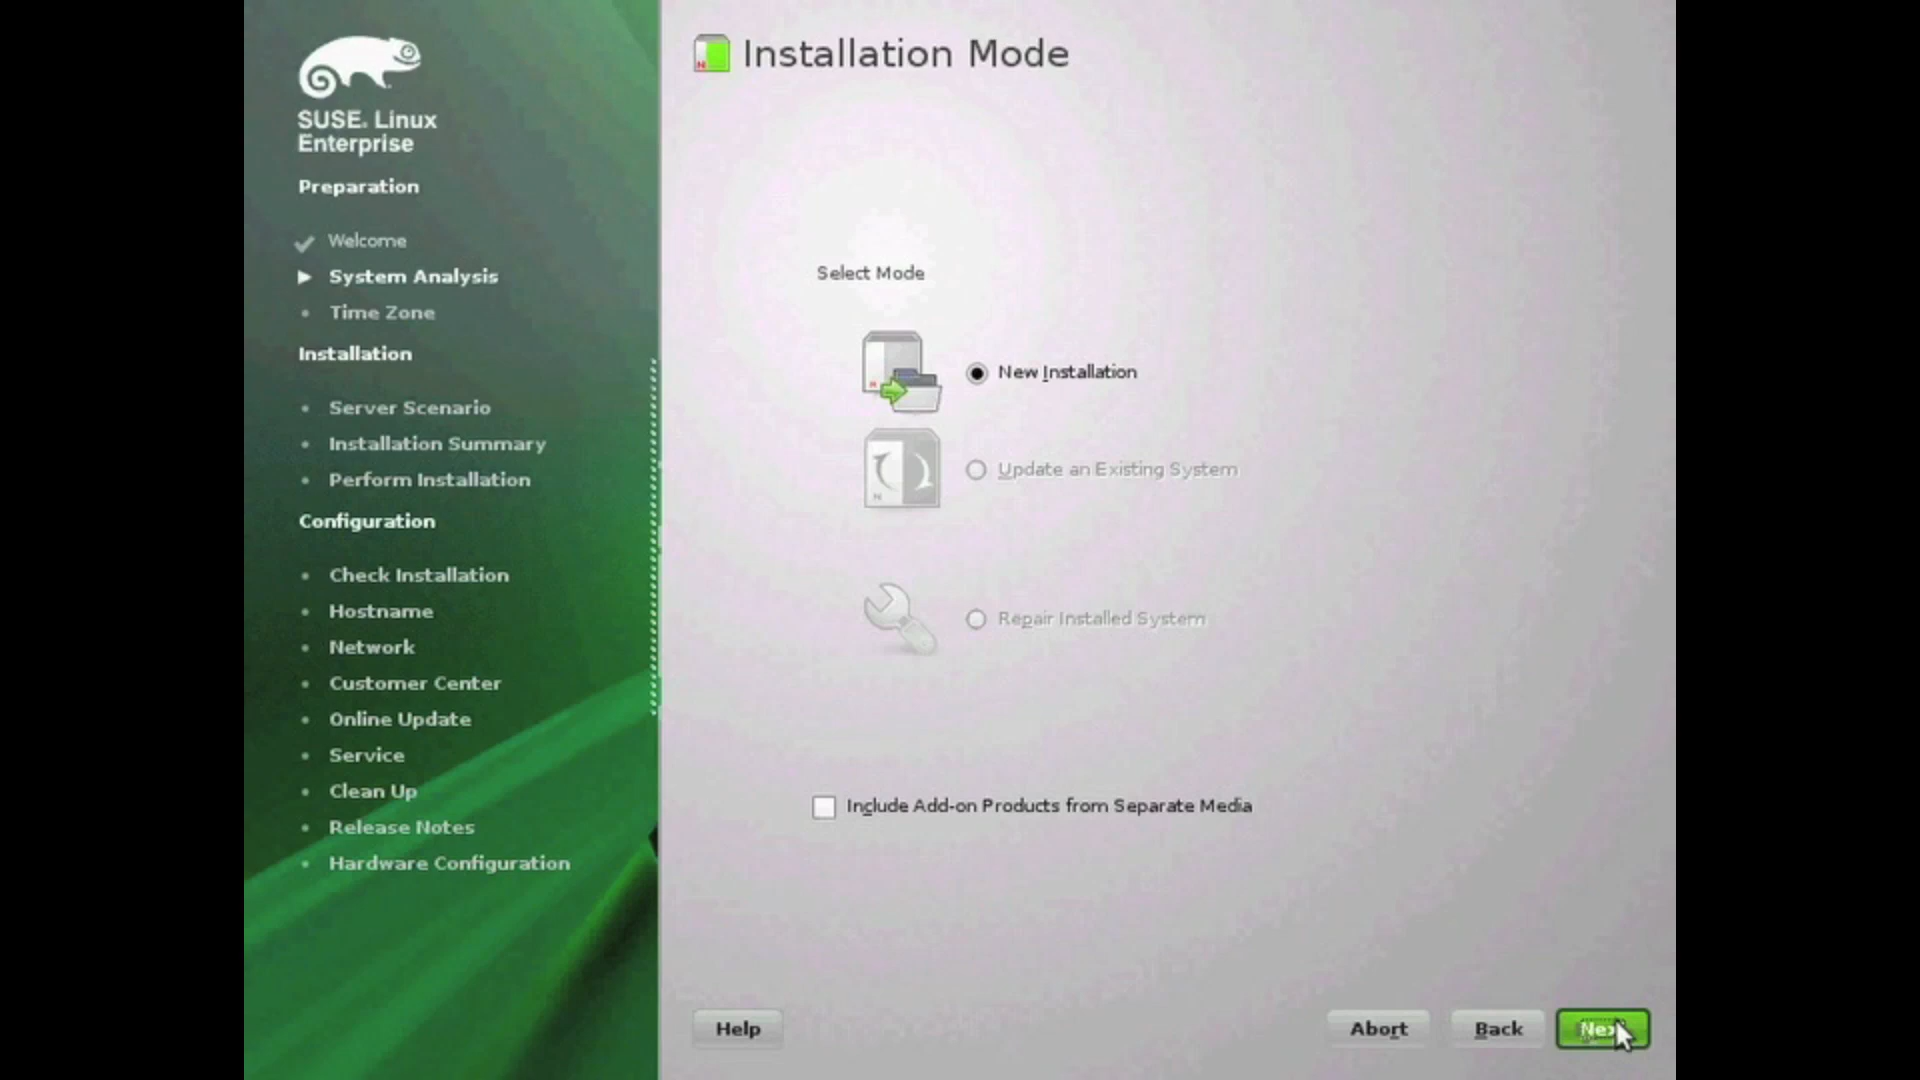 SUSE. Linux
Enterprise
Preparation
Welcome
System Analysis
Time Zone
Installation
Server Scenario
Installation Summary
Perform Installation
Configuration
Check Installation
Hostname
Network
Customer Center
Online Update
Service
Clean Up
Release Notes
Hardware Configuration
Installation Mode
Select Mode
New Installation
Update an Existing System
Repair Installed System
Include Add-on Products from Separate Media
Help
Abort
Back
Next